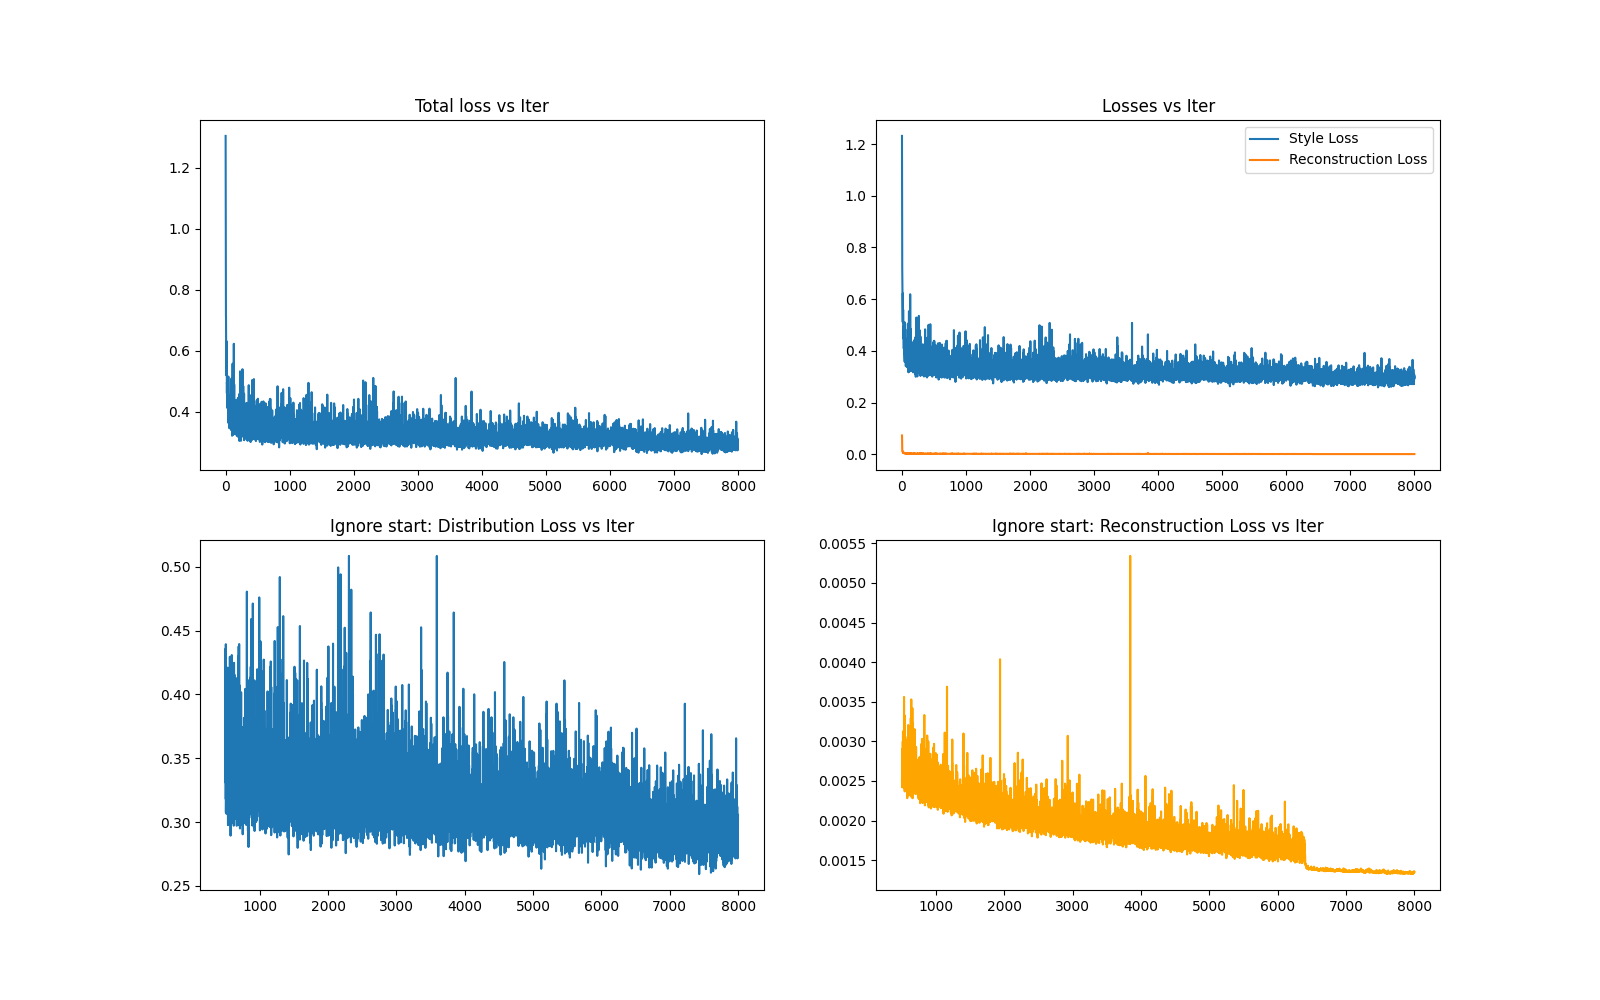 Total loss vs Iter
1.2
1.0
0.8
0.6
0.4
0 1000 2000 3000 4000 5000 6000 7000 8000
Losses vs Iter
Style Loss
Reconstruction Loss
1.2
1.0
0.8
0.6
0.4
0.2
0.0
0 1000 2000 3000 4000 5000 6000 7000 8000
Ignore start: Distribution Loss vs Iter
0.50
0.45
0.40
0.35
0.30
0.25
1000 2000 3000 4000 5000 6000 7000 8000
Ignore start: Reconstruction Loss vs Iter
0.0055
0.0050
0.0045
0.0040
0.0035
0.0030
0.0025
0.0020
0.0015
1000 2000 3000 4000 5000 6000 7000 8000